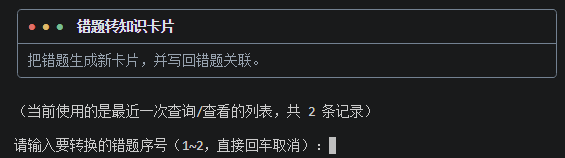 错题转知识卡片
把错题生成新卡片，并写回错题关联。
（当前使用的是最近一次查询/查看的列表，共 2 条记录）
请输入要转换的错题序号（1~2，直接回车取消）：